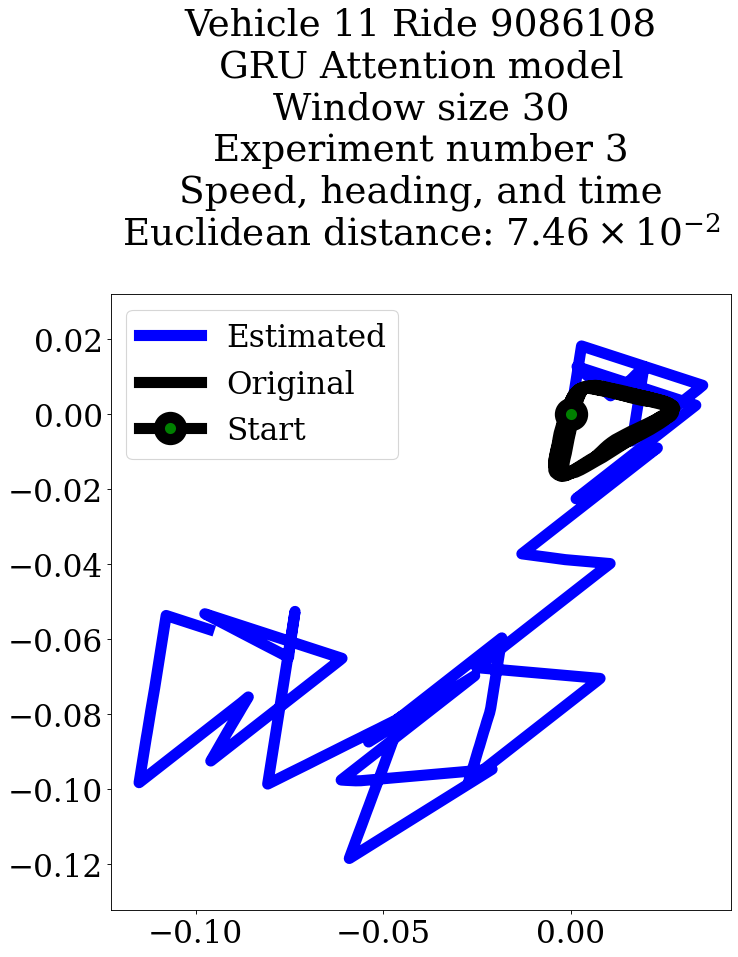 Vehicle 11 Ride 9086108
GRU Attention model
Window size 30
Experiment number 3
Speed, heading, and time
Euclidean distance: 7.46 × 10⁻²
Estimated
Original
Start
0.02
0.00
−0.02
−0.04
−0.06
−0.08
−0.10
−0.12
−0.10 −0.05 0.00